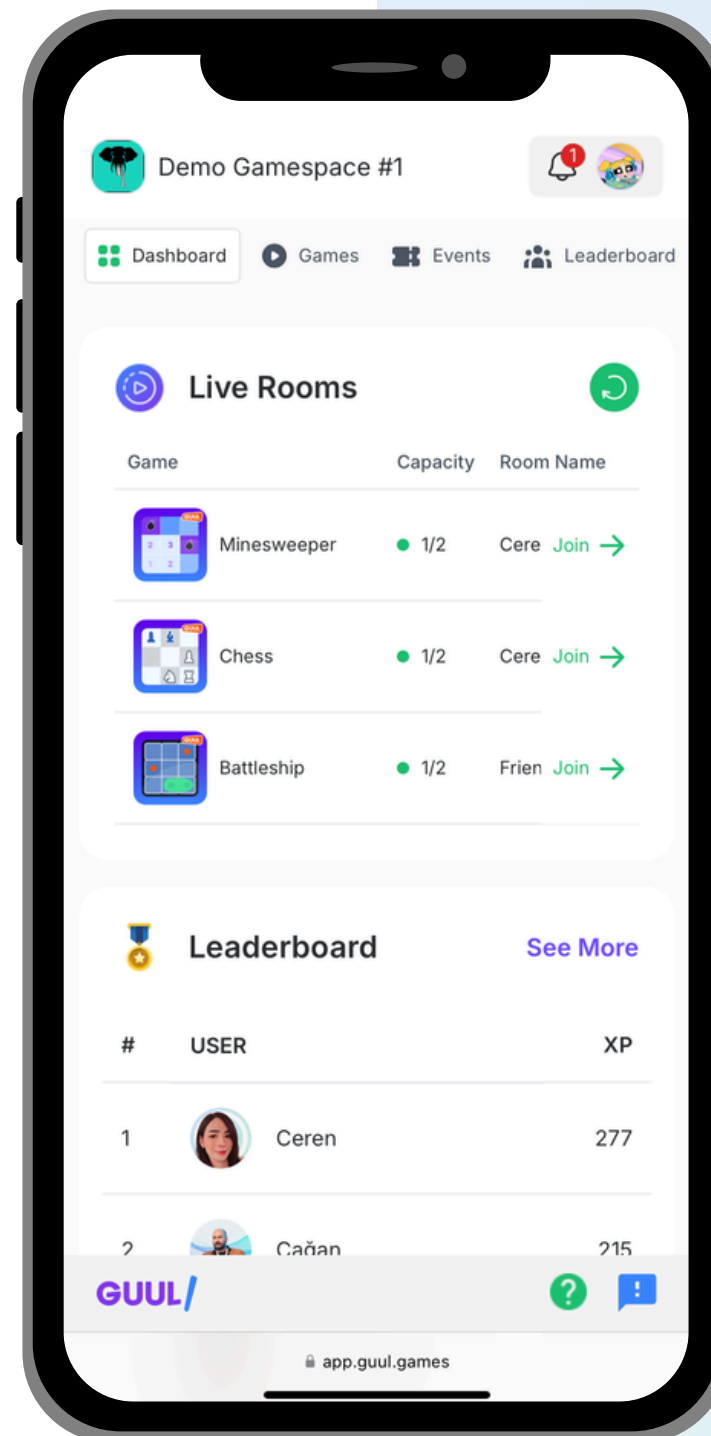 Demo Gamespace #1
1
Dashboard Games Events Leaderboard
Live Rooms
Game Capacity Room Name
Minesweeper 1/2 Cere Join →
Chess 1/2 Cere Join →
Battleship 1/2 Frien Join →
Leaderboard See More
# USER XP
1 Ceren 277
2 Cağan 215
GUUL/
?
!
app.guul.games